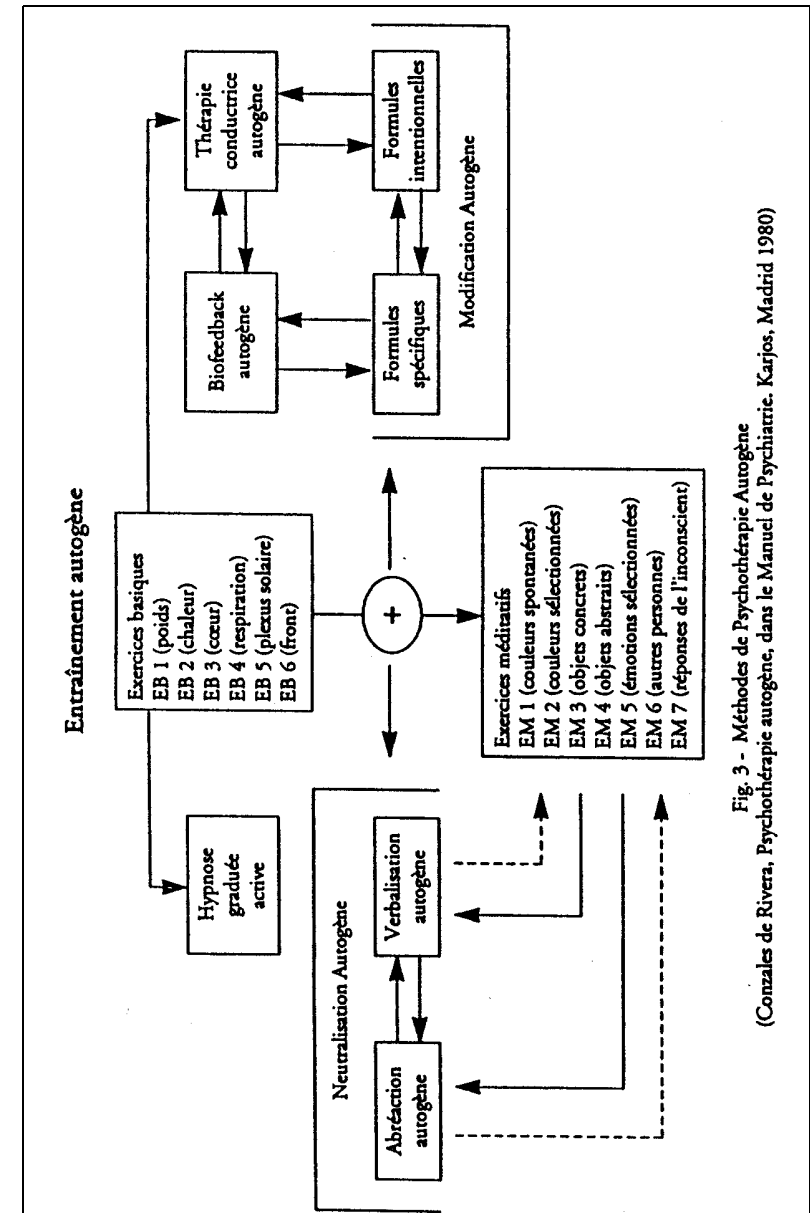 Entraînement autogène
Hypnose
graduée
active
Exercices basiques
EB 1 (poids)
EB 2 (chaleur)
EB 3 (cœur)
EB 4 (respiration)
EB 5 (plexus solaire)
EB 6 (front)
Biofeedback
autogène
Thérapie
conductrice
autogène
Formules
spécifiques
Formules
intentionnelles
Modification Autogène
+
Neutralisation Autogène
Abréaction
autogène
Verbalisation
autogène
Exercices méditatifs
EM 1 (couleurs spontanées)
EM 2 (couleurs sélectionnées)
EM 3 (objets concrets)
EM 4 (objets abstraits)
EM 5 (émotions sélectionnées)
EM 6 (autres personnes)
EM 7 (réponses de l'inconscient)
Fig. 3 - Méthodes de Psychothérapie Autogène
(Conzales de Rivera, Psychothérapie autogène, dans le Manuel de Psychiatrie. Karjos, Madrid 1980)